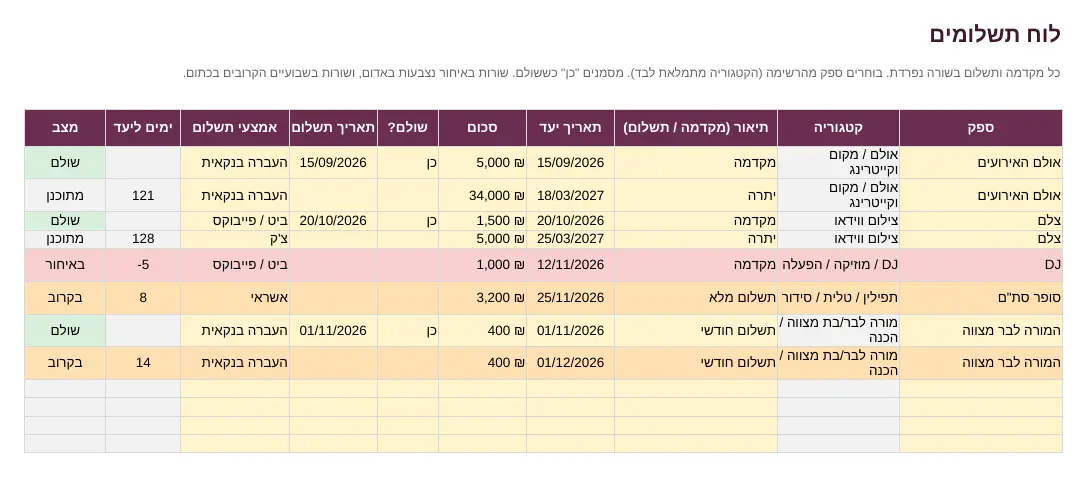 לוח תשלומים
כל מקדמה ותשלום בשורה נפרדת. בוחרים ספק מהרשימה (הקטגוריה מתמלאת לבד). מסמנים "כן" כששולם. שורות באיחור נצבעות באדום, ושורות בשבועיים הקרובים בכתום.
ספק קטגוריה תיאור (מקדמה / תשלום) תאריך יעד סכום שולם? תאריך תשלום אמצעי תשלום ימים ליעד מצב
אולם האירועים אולם / מקום וקייטרינג מקדמה 15/09/2026 5,000 ₪ כן 15/09/2026 העברה בנקאית שולם
אולם האירועים אולם / מקום וקייטרינג יתרה 18/03/2027 34,000 ₪ העברה בנקאית 121 מתוכנן
צלם צילום ווידאו מקדמה 20/10/2026 1,500 ₪ כן 20/10/2026 ביט / פייבוקס שולם
צלם צילום ווידאו יתרה 25/03/2027 5,000 ₪ צ'ק 128 מתוכנן
DJ DJ / מוזיקה / הפעלה מקדמה 12/11/2026 1,000 ₪ ביט / פייבוקס -5 באיחור
סופר סת"ם תפילין / טלית / סידור תשלום מלא 25/11/2026 3,200 ₪ אשראי 8 בקרוב
המורה לבר מצווה מורה לבר/בת מצווה / הכנה תשלום חודשי 01/11/2026 400 ₪ כן 01/11/2026 העברה בנקאית שולם
המורה לבר מצווה מורה לבר/בת מצווה / הכנה תשלום חודשי 01/12/2026 400 ₪ העברה בנקאית 14 בקרוב